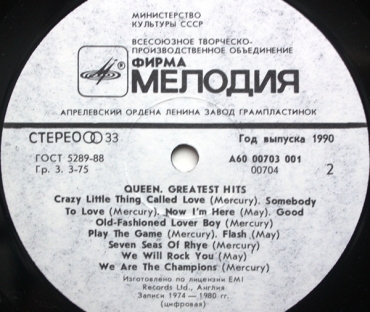 МИНИСТЕРСТВО
КУЛЬТУРЫ СССР
ВСЕСОЮЗНОЕ ТВОРЧЕСКО-
ПРОИЗВОДСТВЕННОЕ ОБЪЕДИНЕНИЕ
ФИРМА
МЕЛОДИЯ
АПРЕЛЕВСКИЙ ОРДЕНА ЛЕНИНА ЗАВОД ГРАМПЛАСТИНОК
СТЕРЕО 33
Год выпуска 1990
ГОСТ 5289-88
А60 00703 001
Гр. 3. 3-75
00704
2
QUEEN. GREATEST HITS
Crazy Little Thing Called Love (Mercury). Somebody
To Love (Mercury). Now I'm Here (May). Good
Old-Fashioned Lover Boy (Mercury)
Play The Game (Mercury). Flash (May)
Seven Seas Of Rhye (Mercury)
We Will Rock You (May)
We Are The Champions (Mercury)
Изготовлено по лицензии EMI
Records Ltd., Англия
Записи 1974 — 1980 гг.
(цифровая)